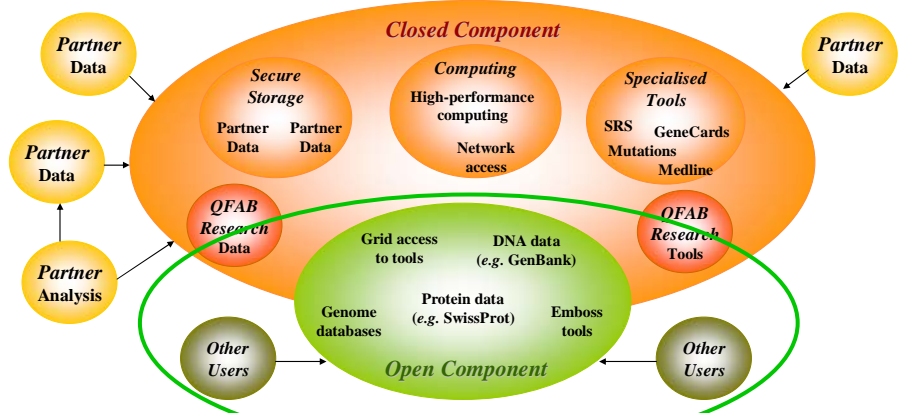 Closed Component
Partner
Data
Partner
Data
Secure
Storage
Partner
Data
Partner
Data
Computing
High-performance
computing
Network
access
Specialised
Tools
SRS
GeneCards
Mutations
Medline
Partner
Data
QFAB
Research
Data
QFAB
Research
Tools
Partner
Analysis
Grid access
to tools
DNA data
(e.g. GenBank)
Protein data
(e.g. SwissProt)
Genome
databases
Emboss
tools
Open Component
Other
Users
Other
Users